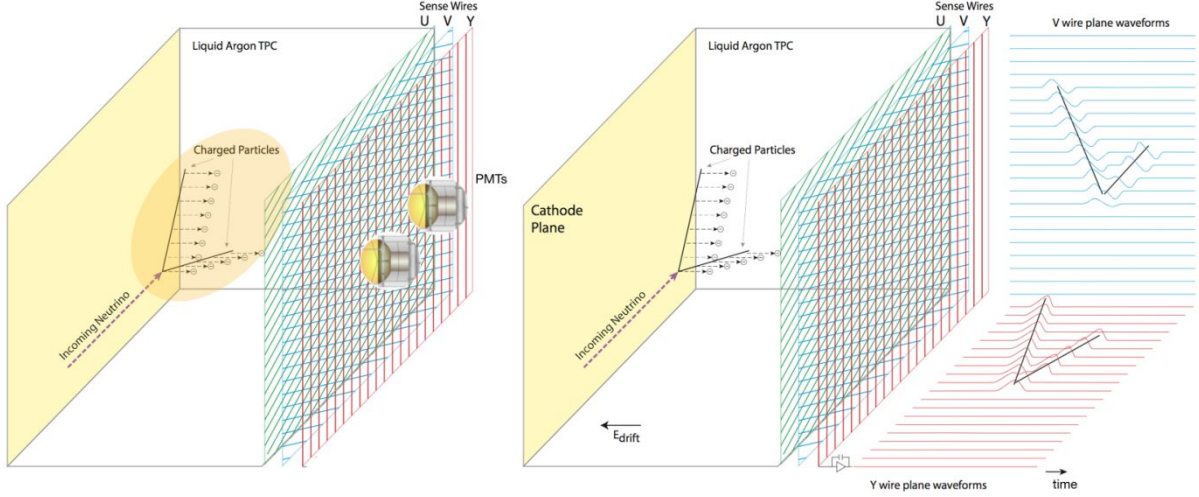 Sense Wires
U V Y
Liquid Argon TPC
Charged Particles
PMTs
Incoming Neutrino
Sense Wires
U V Y
Liquid Argon TPC
Charged Particles
Cathode
Plane
Incoming Neutrino
Edrift
V wire plane waveforms
Y wire plane waveforms
time